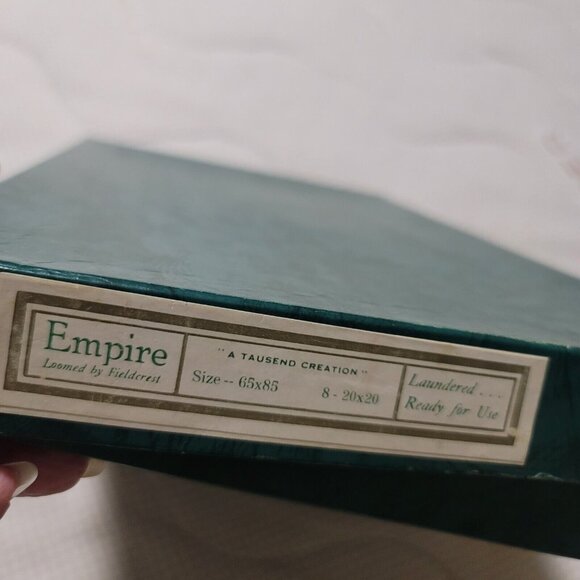 Empire
Loomed by Fieldcrest
"A TAUSEND CREATION"
Size -- 65x85 8 - 20x20
Laundered . . .
Ready for Use